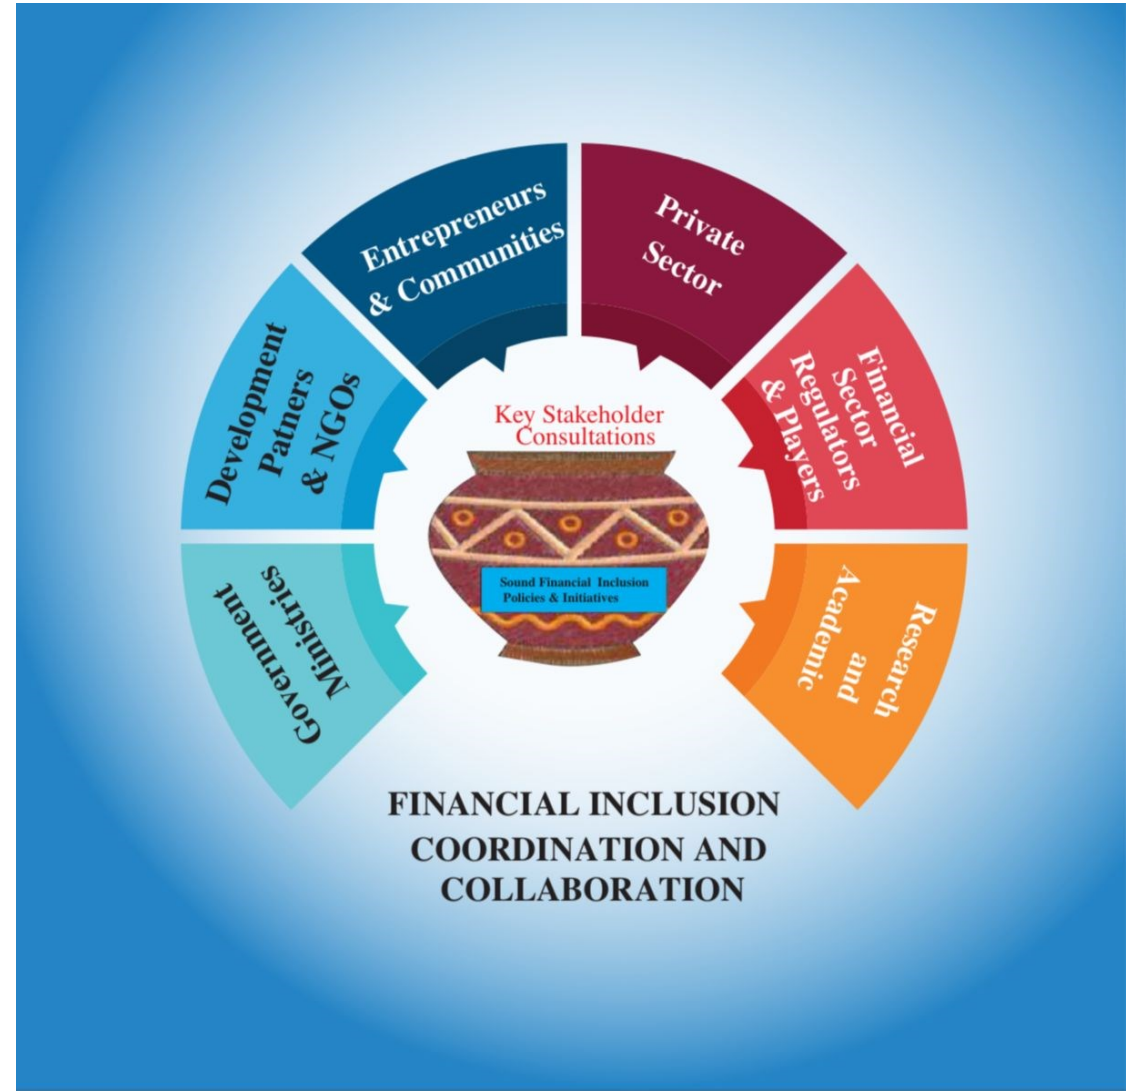 Entrepreneurs
& Communities
Private
Sector
Development
Patners
& NGOs
Financial
Sector
Regulators
& Players
Government
Ministries
Research
and
Academic
Key Stakeholder
Consultations
Sound Financial Inclusion
Policies & Initiatives
FINANCIAL INCLUSION
COORDINATION AND
COLLABORATION